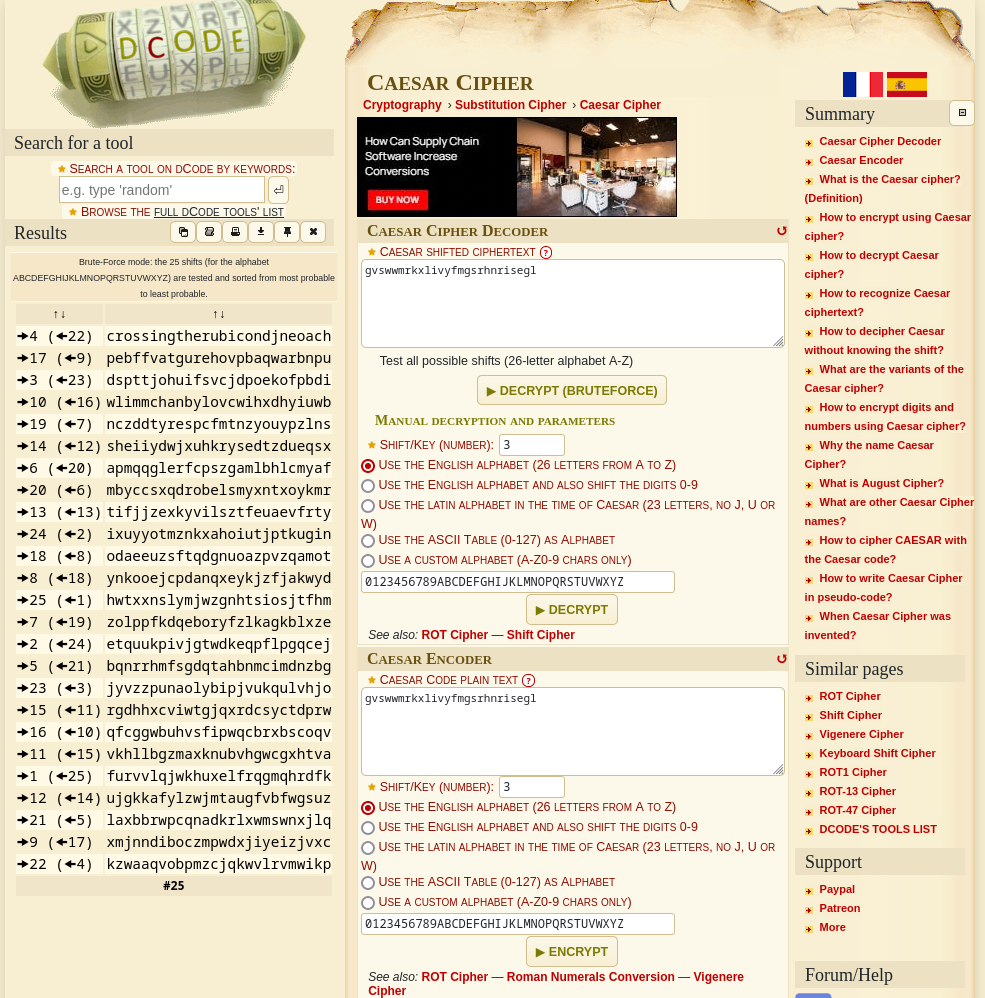 DCODE
Search for a tool
Search a tool on dCode by keywords:
e.g. type 'random'
Browse the full dCode tools' list
Results
Brute-Force mode: the 25 shifts (for the alphabet
ABCDEFGHIJKLMNOPQRSTUVWXYZ) are tested and sorted from most probable
to least probable.
↑↓ ↑↓
🠞4 (🠜22) crossingtherubicondjneoach
🠞17 (🠜9) pebffvatgurehovpbaqwarbnpu
🠞3 (🠜23) dspttjohuifsvcjdpoekofpbdi
🠞10 (🠜16) wlimmchanbylovcwihxdhyiuwb
🠞19 (🠜7) nczddtyrespcfmtnzyouypzlns
🠞14 (🠜12) sheiiydwjxuhkrysedtzdueqsx
🠞6 (🠜20) apmqqglerfcpszgamlbhlcmyaf
🠞20 (🠜6) mbyccsxqdrobelsmyxntxoykmr
🠞13 (🠜13) tifjjzexkyvilsztfeuaevfrty
🠞24 (🠜2) ixuyyotmznkxahoiutjptkugin
🠞18 (🠜8) odaeeuzsftqdgnuoazpvzqamot
🠞8 (🠜18) ynkooejcpdanqxeykjzfjakwyd
🠞25 (🠜1) hwtxxnslymjwzgnhtsiosjtfhm
🠞7 (🠜19) zolppfkdqeboryfzlkagkblxze
🠞2 (🠜24) etquukpivjgtwdkeqpflpgqcej
🠞5 (🠜21) bqnrrhmfsgdqtahbnmcimdnzbg
🠞23 (🠜3) jyvzzpunaolybipjvukqulvhjo
🠞15 (🠜11) rgdhhxcviwtgjqxrdcsyctdprw
🠞16 (🠜10) qfcggwbuhvsfipwqcbrxbscoqv
🠞11 (🠜15) vkhllbgzmaxknubvhgwcgxhtva
🠞1 (🠜25) furvvlqjwkhuxelfrqgmqhrdfk
🠞12 (🠜14) ujgkkafylzwjmtaugfvbfwgsuz
🠞21 (🠜5) laxbbrwpcqnadkrlxwmswnxjlq
🠞9 (🠜17) xmjnndiboczmpwdxjiyeizjvxc
🠞22 (🠜4) kzwaaqvobpmzcjqkwvlrvmwikp
#25
Caesar Cipher
Cryptography › Substitution Cipher › Caesar Cipher
How Can Supply Chain
Software Increase
Conversions
BUY NOW
Caesar Cipher Decoder
Caesar shifted ciphertext ?
gvswwmrkxlivyfmgsrhnrisegl
Test all possible shifts (26-letter alphabet A-Z)
▶ DECRYPT (BRUTEFORCE)
Manual decryption and parameters
Shift/Key (number): 3
Use the English alphabet (26 letters from A to Z)
Use the English alphabet and also shift the digits 0-9
Use the latin alphabet in the time of Caesar (23 letters, no J, U or
W)
Use the ASCII Table (0-127) as Alphabet
Use a custom alphabet (A-Z0-9 chars only)
0123456789ABCDEFGHIJKLMNOPQRSTUVWXYZ
▶ DECRYPT
See also: ROT Cipher — Shift Cipher
Caesar Encoder
Caesar Code plain text ?
gvswwmrkxlivyfmgsrhnrisegl
Shift/Key (number): 3
Use the English alphabet (26 letters from A to Z)
Use the English alphabet and also shift the digits 0-9
Use the latin alphabet in the time of Caesar (23 letters, no J, U or
W)
Use the ASCII Table (0-127) as Alphabet
Use a custom alphabet (A-Z0-9 chars only)
0123456789ABCDEFGHIJKLMNOPQRSTUVWXYZ
▶ ENCRYPT
See also: ROT Cipher — Roman Numerals Conversion — Vigenere
Cipher
Summary
Caesar Cipher Decoder
Caesar Encoder
What is the Caesar cipher?
(Definition)
How to encrypt using Caesar
cipher?
How to decrypt Caesar
cipher?
How to recognize Caesar
ciphertext?
How to decipher Caesar
without knowing the shift?
What are the variants of the
Caesar cipher?
How to encrypt digits and
numbers using Caesar cipher?
Why the name Caesar
Cipher?
What is August Cipher?
What are other Caesar Cipher
names?
How to cipher CAESAR with
the Caesar code?
How to write Caesar Cipher
in pseudo-code?
When Caesar Cipher was
invented?
Similar pages
ROT Cipher
Shift Cipher
Vigenere Cipher
Keyboard Shift Cipher
ROT1 Cipher
ROT-13 Cipher
ROT-47 Cipher
DCODE'S TOOLS LIST
Support
Paypal
Patreon
More
Forum/Help